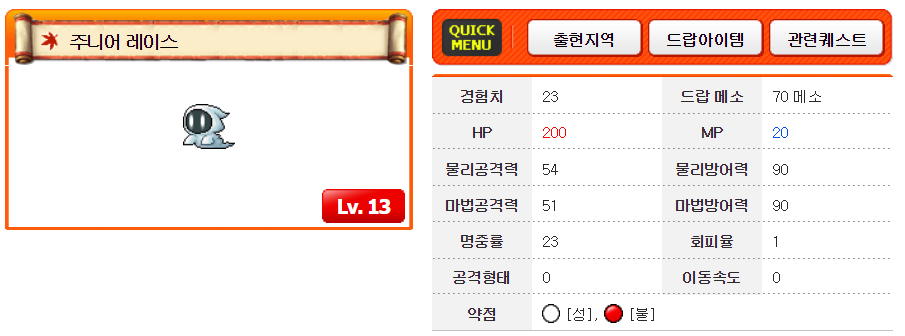 주니어 레이스
Lv. 13
QUICK MENU 출현지역 드랍아이템 관련퀘스트
경험치 23 드랍 메소 70 메소
HP 200 MP 20
물리공격력 54 물리방어력 90
마법공격력 51 마법방어력 90
명중률 23 회피율 1
공격형태 0 이동속도 0
약점 [성], [불]